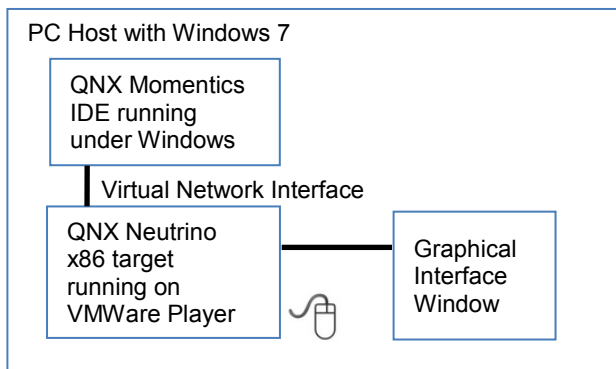 PC Host with Windows 7
QNX Momentics
IDE running
under Windows
Virtual Network Interface
QNX Neutrino
x86 target
running on
VMWare Player
Graphical
Interface
Window